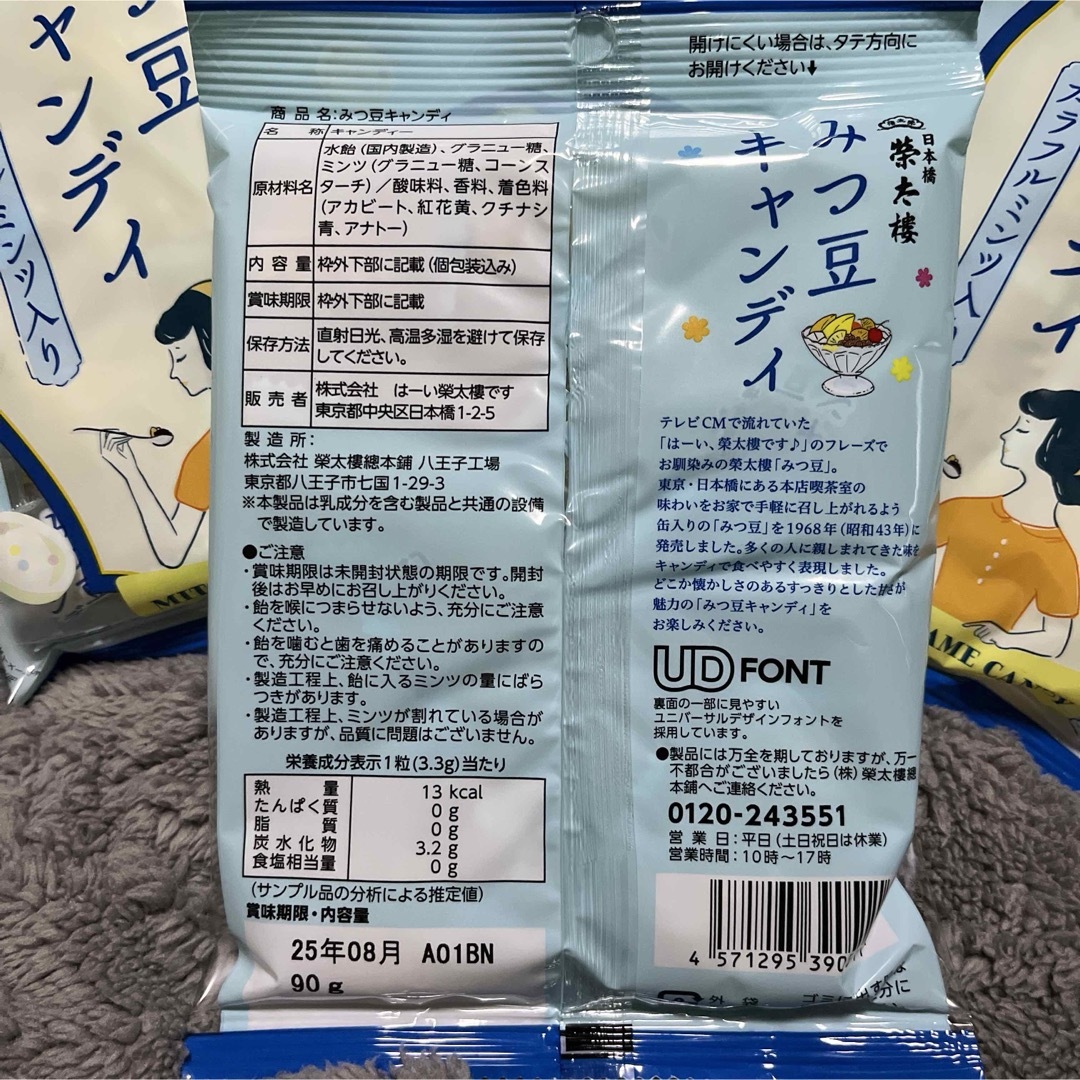 開けにくい場合は、タテ方向に
お開けください↓
商品名:みつ豆キャンディ
名称 キャンディー
原材料名 水飴(国内製造)、グラニュー糖、
ミンツ(グラニュー糖、コーンス
ターチ)/酸味料、香料、着色料
(アカビート、紅花黄、クチナシ
青、アナトー)
内容量 枠外下部に記載(個包装込み)
賞味期限 枠外下部に記載
保存方法 直射日光、高温多湿を避けて保存
してください。
販売者 株式会社 はーい榮太樓です
東京都中央区日本橋1-2-5
製造所:
株式会社 榮太樓總本鋪 八王子工場
東京都八王子市七国1-29-3
※本製品は乳成分を含む製品と共通の設備
で製造しています。
●ご注意
・賞味期限は未開封状態の期限です。開封
後はお早めにお召し上がりください。
・飴を喉につまらせないよう、充分にご注意
ください。
・飴を噛むと歯を痛めることがありますの
で、充分にご注意ください。
・製造工程上、飴に入るミンツの量にばら
つきがあります。
・製造工程上、ミンツが割れている場合が
ありますが、品質に問題はございません。
栄養成分表示1粒(3.3g)当たり
熱量 13 kcal
たんぱく質 0 g
脂質 0 g
炭水化物 3.2 g
食塩相当量 0 g
(サンプル品の分析による推定値)
賞味期限・内容量
25年08月 A01BN
90 g
日本橋
榮太樓
みつ豆
キャンディ
テレビCMで流れていた
「はーい、榮太樓です♪」のフレーズで
お馴染みの榮太樓「みつ豆」。
東京・日本橋にある本店喫茶室の
味わいをお家で手軽に召し上がれるよう
缶入りの「みつ豆」を1968年(昭和43年)に
発売しました。多くの人に親しまれてきた味を
キャンディで食べやすく表現しました。
どこか懐かしさのあるすっきりとした甘さが
魅力の「みつ豆キャンディ」を
お楽しみください。
UD FONT
裏面の一部に見やすい
ユニバーサルデザインフォントを
採用しています。
●製品には万全を期しておりますが、万一
不都合がございましたら(株)榮太樓總
本鋪へご連絡ください。
0120-243551
営業日:平日(土日祝日は休業)
営業時間:10時～17時
4 571295 390
外袋
豆
ャンディ
ミンツ入り
カラフルミンツ入り
ィ
AME CANDY